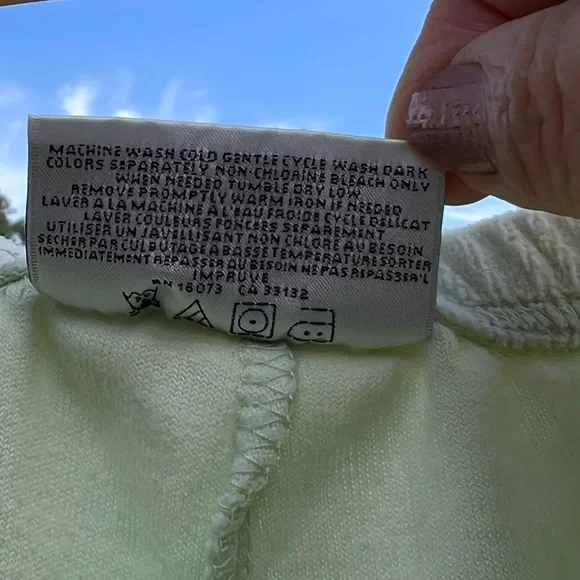 MACHINE WASH COLD GENTLE CYCLE WASH DARK
COLORS SEPARATELY NON-CHLORINE BLEACH ONLY
WHEN NEEDED TUMBLE DRY LOW
REMOVE PROMPTLY WARM IRON IF NEEDED
LAVER A LA MACHINE A L'EAU FROIDE CYCLE DELICAT
LAVER COULEURS FONCEES SEPAREMENT
UTILISER UN JAVELLISANT NON CHLORE AU BESOIN
SECHER PAR CULBUTAGE A BASSE TEMPERATURE SORTER
IMMEDIATEMENT REPASSER AU BESOIN NE PAS REPASSER L
IMPRIME
RN 16073 CA 33132